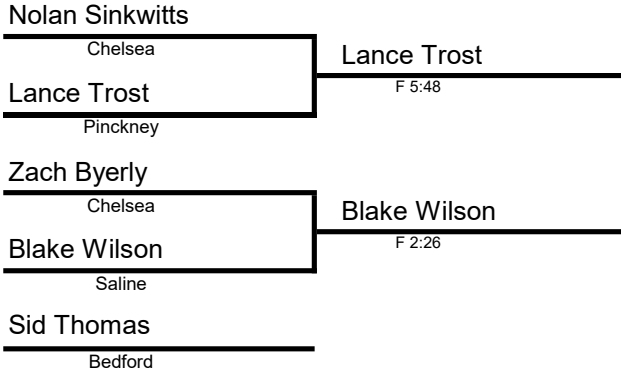 Nolan Sinkwitts
Chelsea
Lance Trost
Lance Trost
F 5:48
Pinckney
Zach Byerly
Chelsea
Blake Wilson
Blake Wilson
F 2:26
Saline
Sid Thomas
Bedford